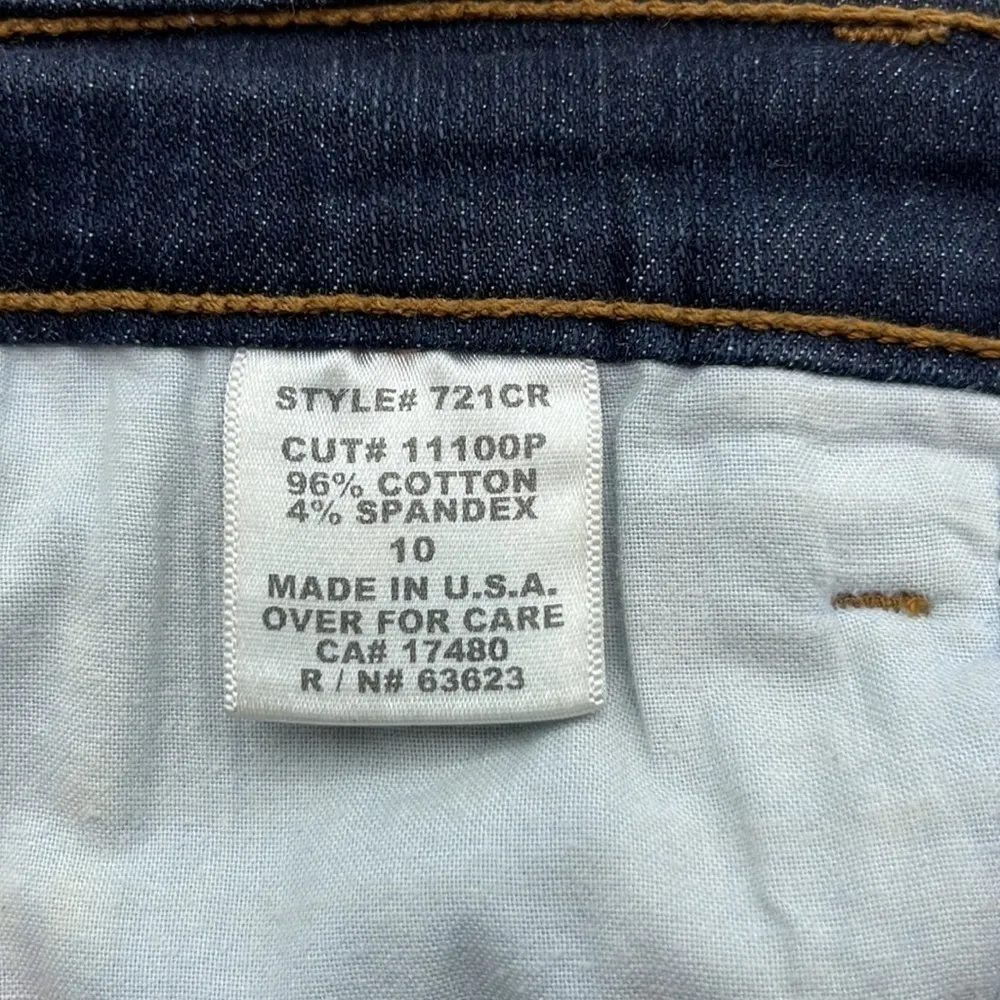 STYLE# 721CR
CUT# 11100P
96% COTTON
4% SPANDEX
10
MADE IN U.S.A.
OVER FOR CARE
CA# 17480
R / N# 63623